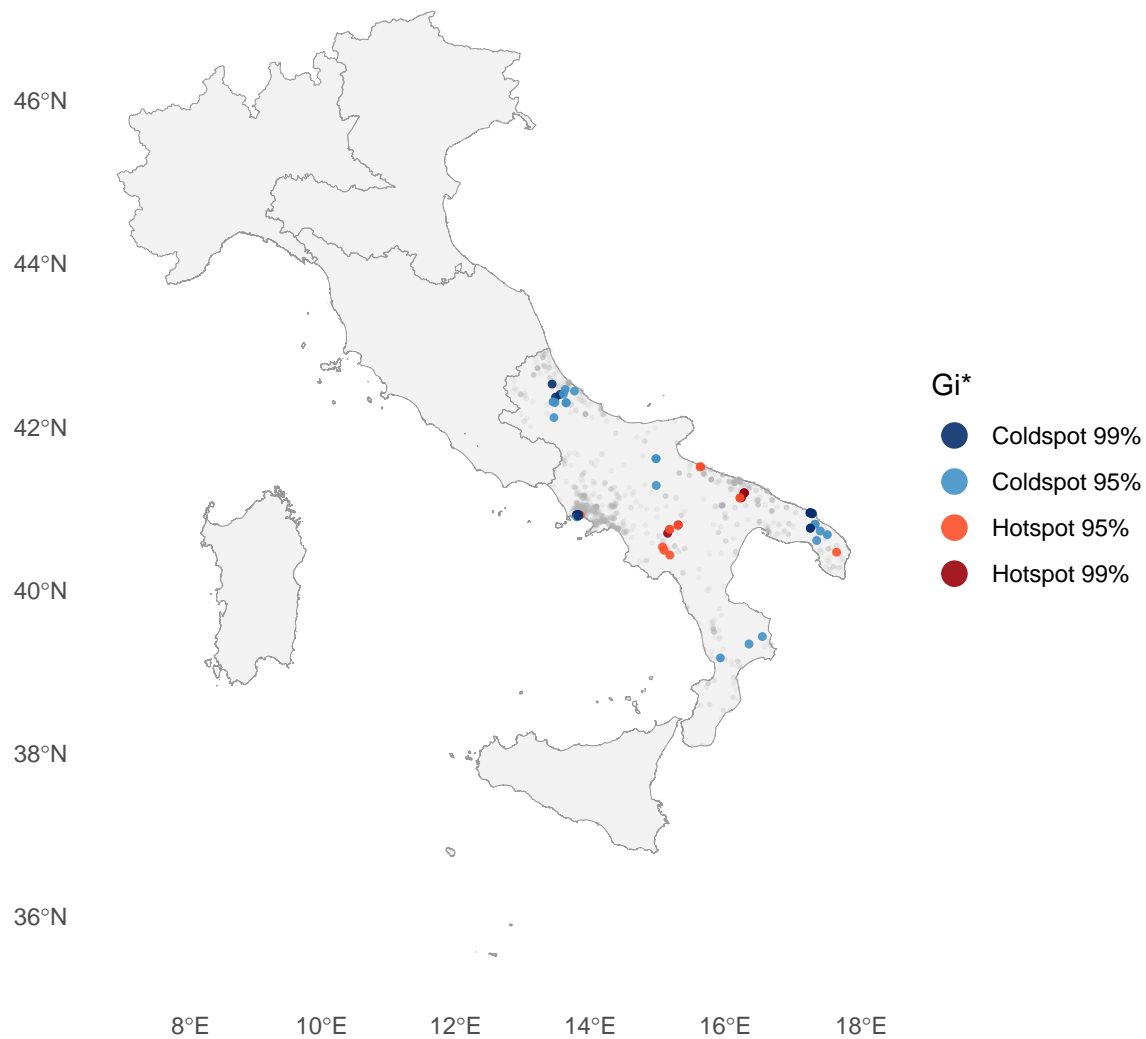 46°N
44°N
42°N
40°N
38°N
36°N
8°E 10°E 12°E 14°E 16°E 18°E
Gi*
Coldspot 99%
Coldspot 95%
Hotspot 95%
Hotspot 99%